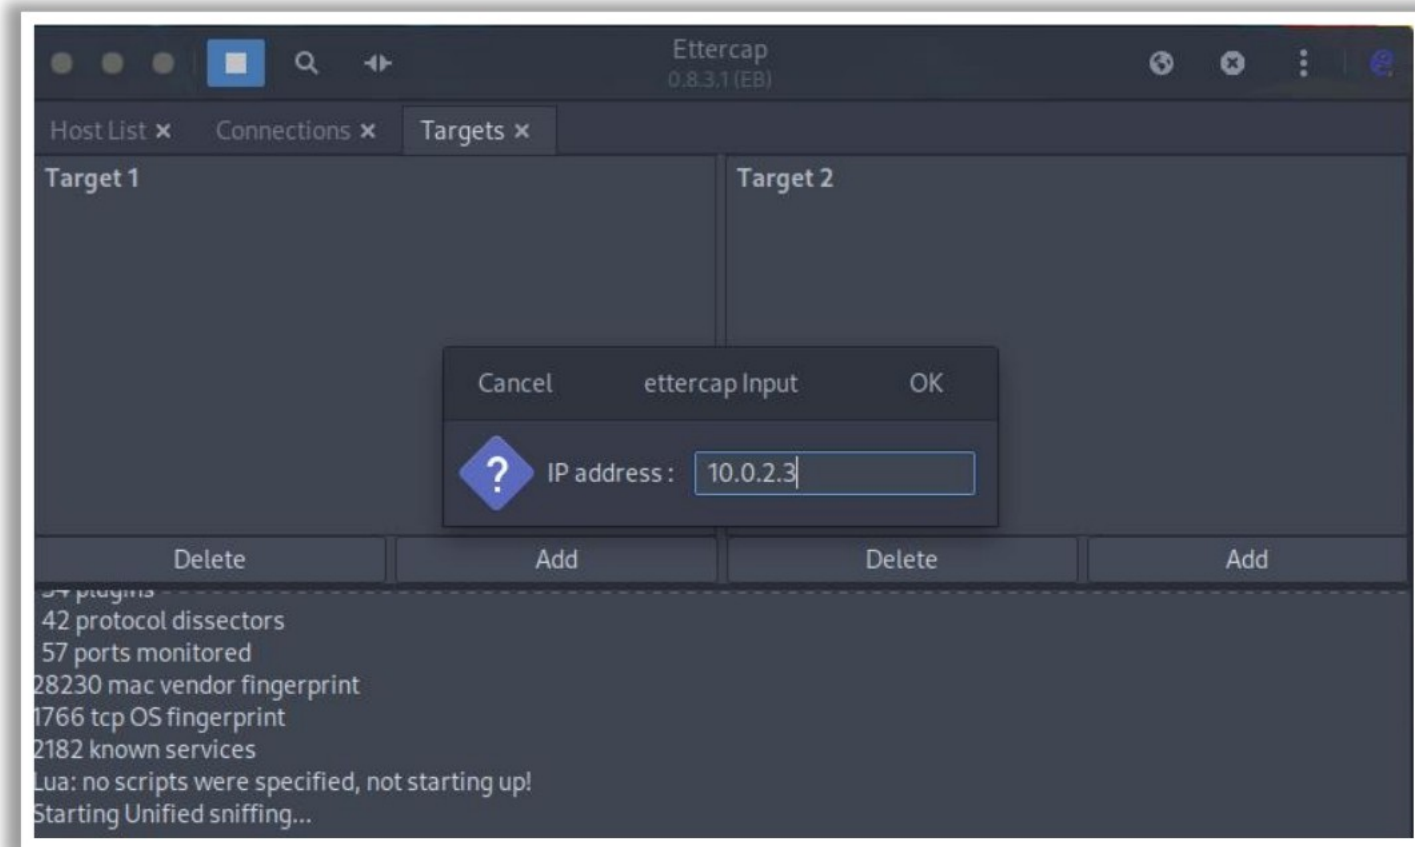 Ettercap
0.8.3.1 (EB)
Host List × Connections × Targets ×
Target 1 Target 2
Cancel ettercap Input OK
? IP address : 10.0.2.3
Delete Add Delete Add
34 plugins
42 protocol dissectors
57 ports monitored
28230 mac vendor fingerprint
1766 tcp OS fingerprint
2182 known services
Lua: no scripts were specified, not starting up!
Starting Unified sniffing...